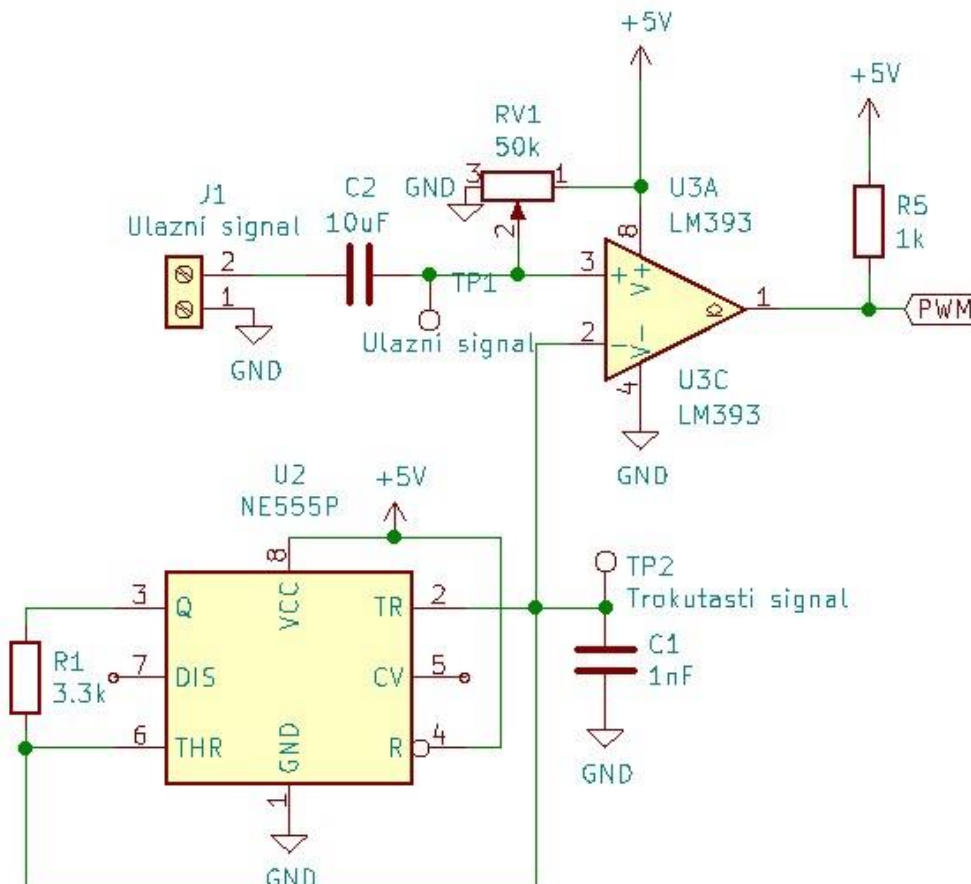 +5V
+5V
RV1
50k
J1
Ulazni signal
C2
10uF
GND
3
1
2
U3A
LM393
8
R5
1k
2
1
GND
TP1
Ulazni signal
3
+
V+
1
PWM
2
−
V−
4
U3C
LM393
GND
U2
NE555P
+5V
8
VCC
3
Q
TR
2
TP2
Trokutasti signal
R1
3.3k
7
DIS
CV
5
C1
1nF
6
THR
GND
R
4
1
GND
GND